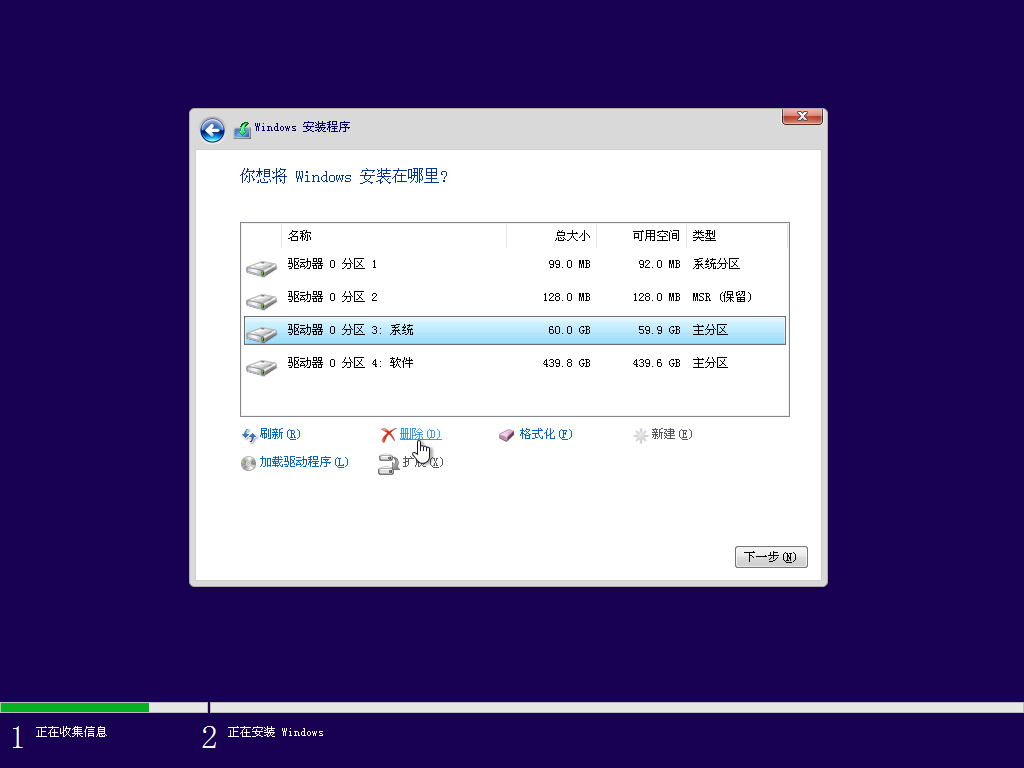 Windows 安装程序
你想将 Windows 安装在哪里?
名称 总大小 可用空间 类型
驱动器 0 分区 1 99.0 MB 92.0 MB 系统分区
驱动器 0 分区 2 128.0 MB 128.0 MB MSR (保留)
驱动器 0 分区 3: 系统 60.0 GB 59.9 GB 主分区
驱动器 0 分区 4: 软件 439.8 GB 439.6 GB 主分区
刷新(R) 删除(D) 格式化(F) 新建(E)
加载驱动程序(L) 扩展(X)
下一步(N)
1 正在收集信息 2 正在安装 Windows